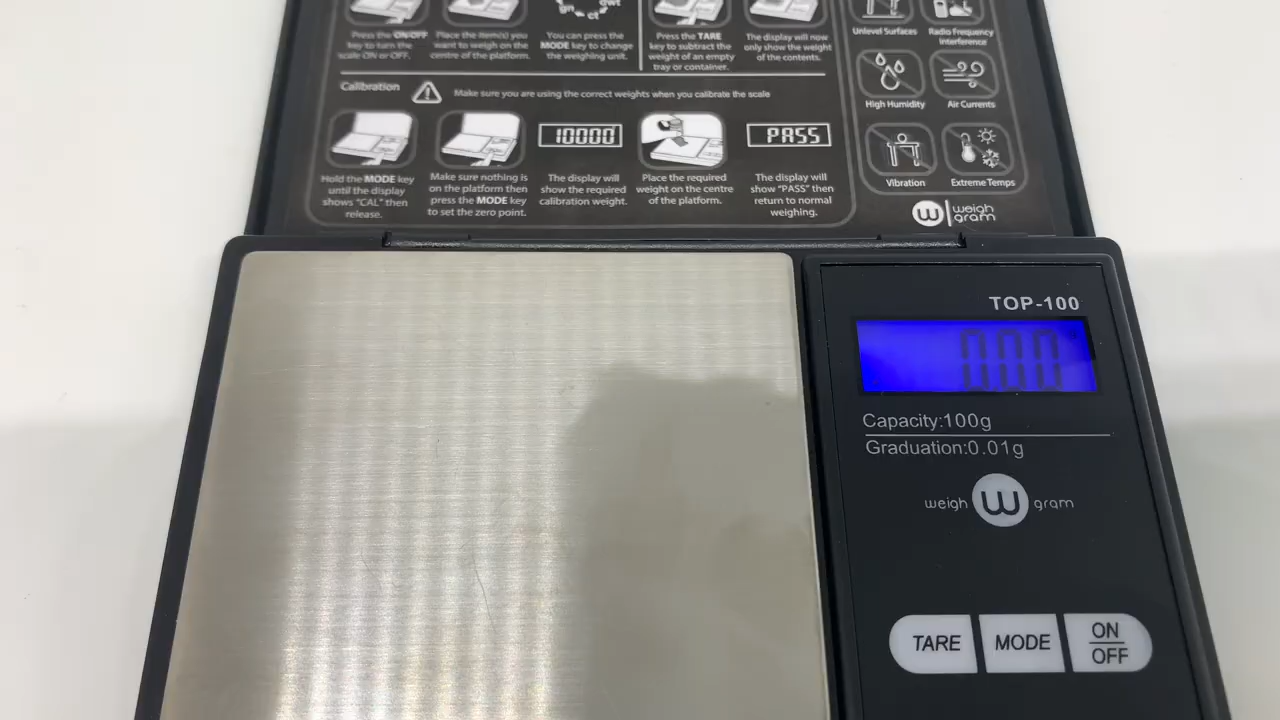 gn ct dwt
Press the ON/OFF
key to turn the
scale ON or OFF.
Place the item(s) you
want to weigh on the
centre of the platform.
You can press the
MODE key to change
the weighing unit.
Press the TARE
key to subtract the
weight of an empty
tray or container.
The display will now
only show the weight
of the contents.
Unlevel Surfaces
Radio Frequency
Interference
High Humidity
Air Currents
Vibration
Extreme Temps
Calibration
Make sure you are using the correct weights when you calibrate the scale
Hold the MODE key
until the display
shows "CAL" then
release.
Make sure nothing is
on the platform then
press the MODE key
to set the zero point.
100.00
The display will
show the required
calibration weight.
Place the required
weight on the centre
of the platform.
PASS
The display will
show "PASS" then
return to normal
weighing.
w weigh
gram
TOP-100
0.00
Capacity:100g
Graduation:0.01g
weigh w gram
TARE
MODE
ON
OFF